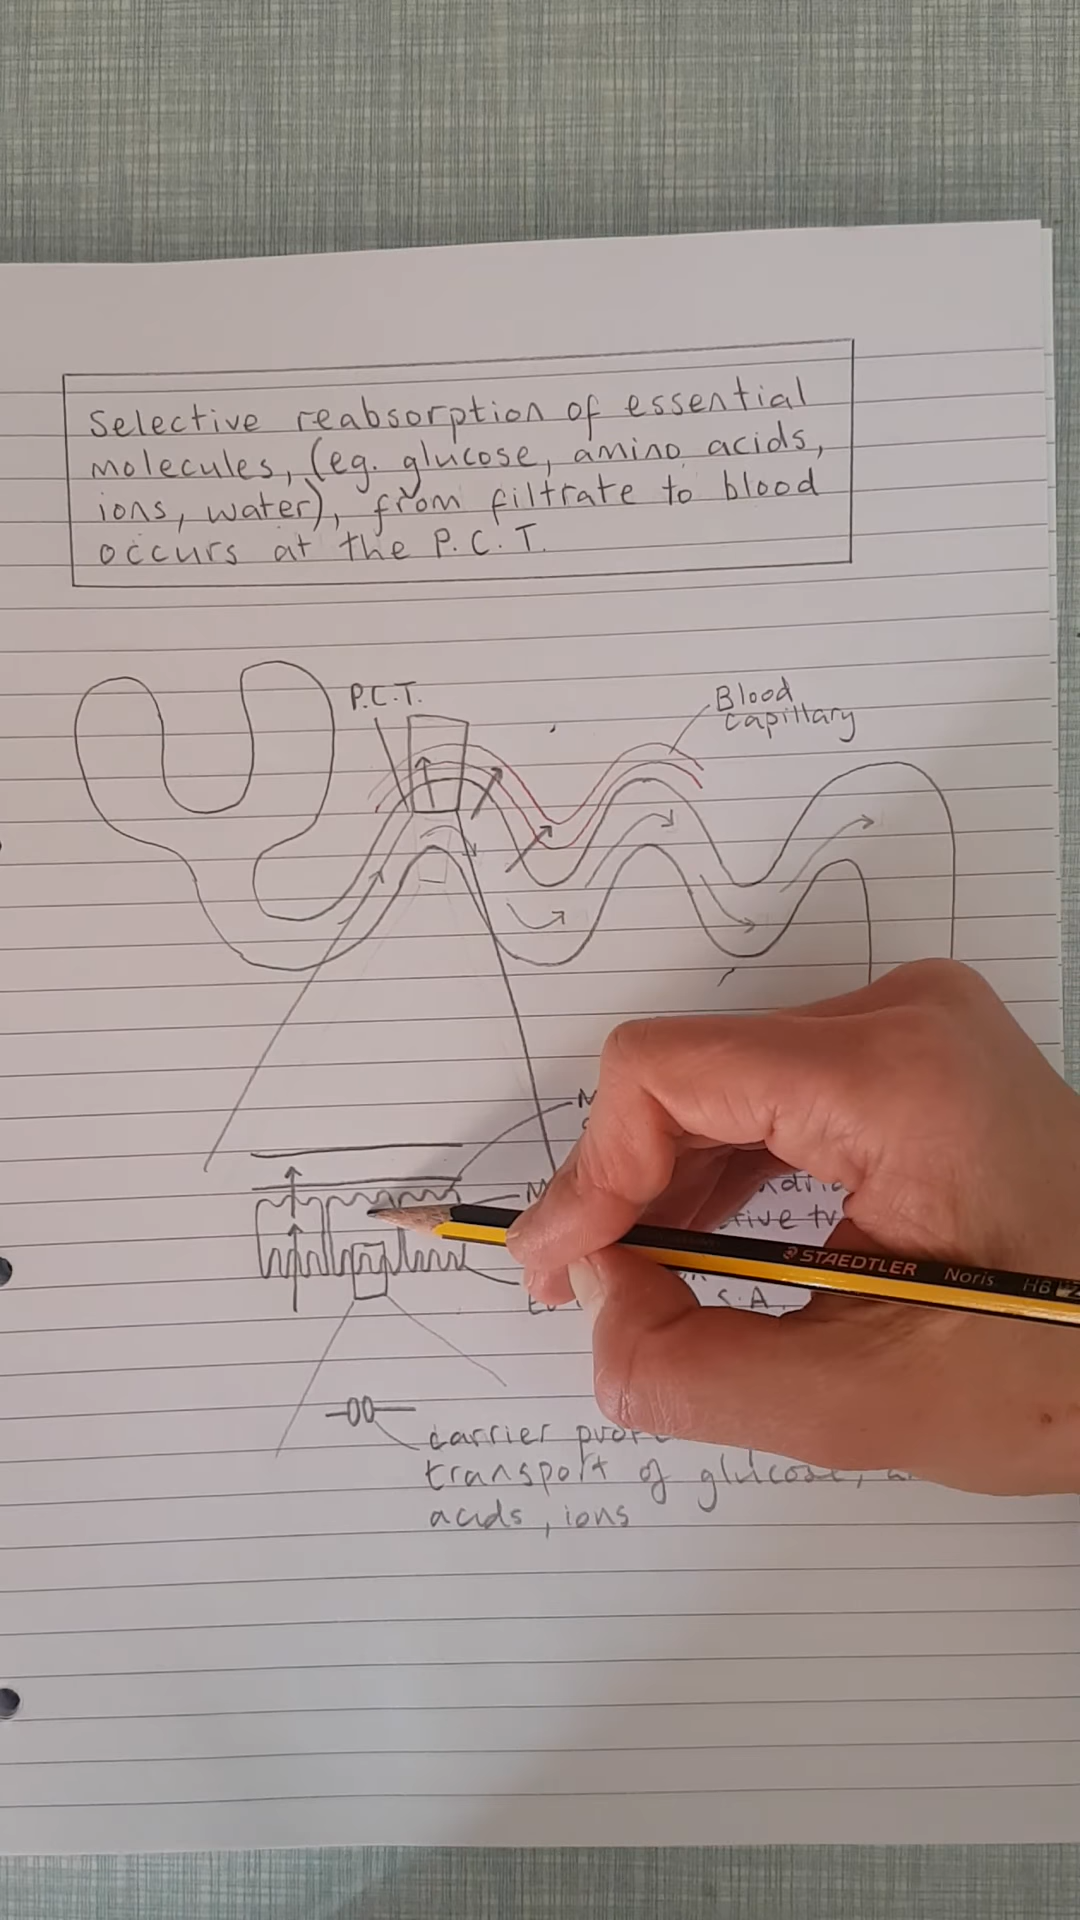 Selective reabsorption of essential
molecules, (eg. glucose, amino acids,
ions, water), from filtrate to blood
occurs at the P.C.T.
P.C.T.
Blood
capillary
S.A.
STAEDTLER Noris HB
carrier
transport of glucose,
acids, ions